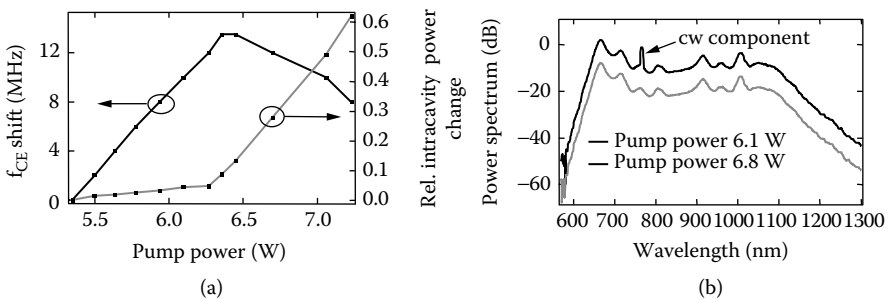 12
8
4
0
f_CE shift (MHz)
5.5 6.0 6.5 7.0
Pump power (W)
0.6
0.5
0.4
0.3
0.2
0.1
0.0
Rel. intracavity power
change
(a)
0
−20
−40
−60
Power spectrum (dB)
cw component
Pump power 6.1 W
Pump power 6.8 W
600 700 800 900 1000 1100 1200 1300
Wavelength (nm)
(b)